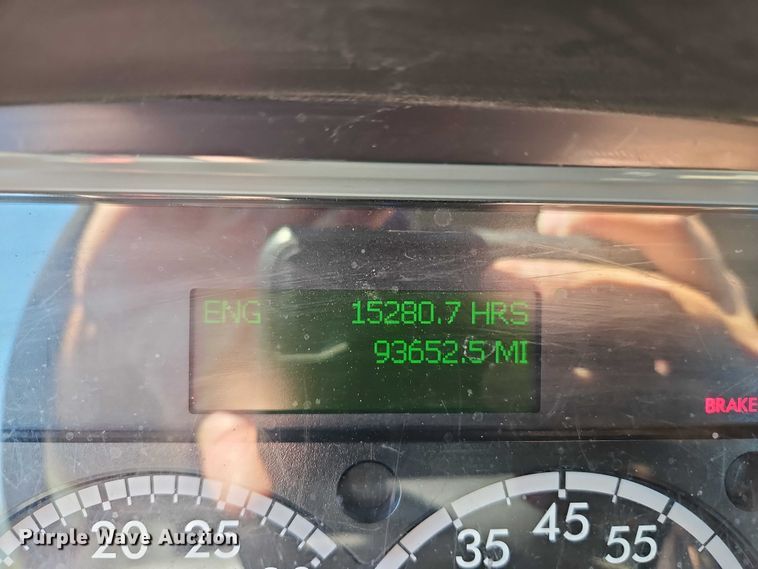 ENG 15280.7 HRS
93652.5 MI
BRAKE
20 25 35 45 55
Purple Wave Auction